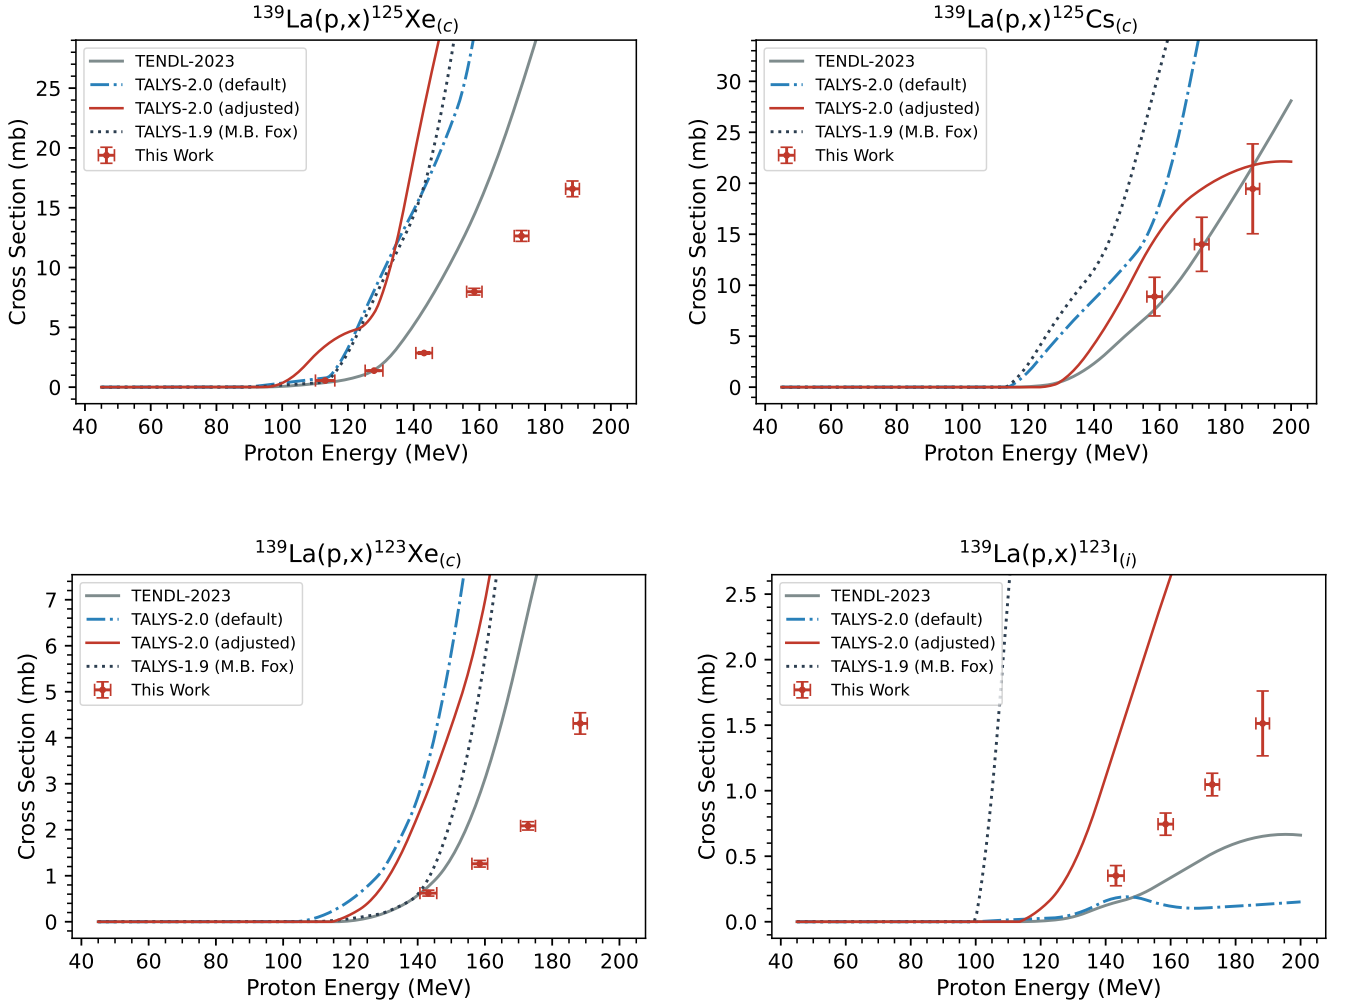 ¹³⁹La(p,x)¹²⁵Xe(c)
TENDL-2023
TALYS-2.0 (default)
TALYS-2.0 (adjusted)
TALYS-1.9 (M.B. Fox)
This Work
Cross Section (mb)
25
20
15
10
5
0
40 60 80 100 120 140 160 180 200
Proton Energy (MeV)
¹³⁹La(p,x)¹²⁵Cs(c)
TENDL-2023
TALYS-2.0 (default)
TALYS-2.0 (adjusted)
TALYS-1.9 (M.B. Fox)
This Work
Cross Section (mb)
30
25
20
15
10
5
0
40 60 80 100 120 140 160 180 200
Proton Energy (MeV)
¹³⁹La(p,x)¹²³Xe(c)
TENDL-2023
TALYS-2.0 (default)
TALYS-2.0 (adjusted)
TALYS-1.9 (M.B. Fox)
This Work
Cross Section (mb)
7
6
5
4
3
2
1
0
40 60 80 100 120 140 160 180 200
Proton Energy (MeV)
¹³⁹La(p,x)¹²³I(i)
TENDL-2023
TALYS-2.0 (default)
TALYS-2.0 (adjusted)
TALYS-1.9 (M.B. Fox)
This Work
Cross Section (mb)
2.5
2.0
1.5
1.0
0.5
0.0
40 60 80 100 120 140 160 180 200
Proton Energy (MeV)